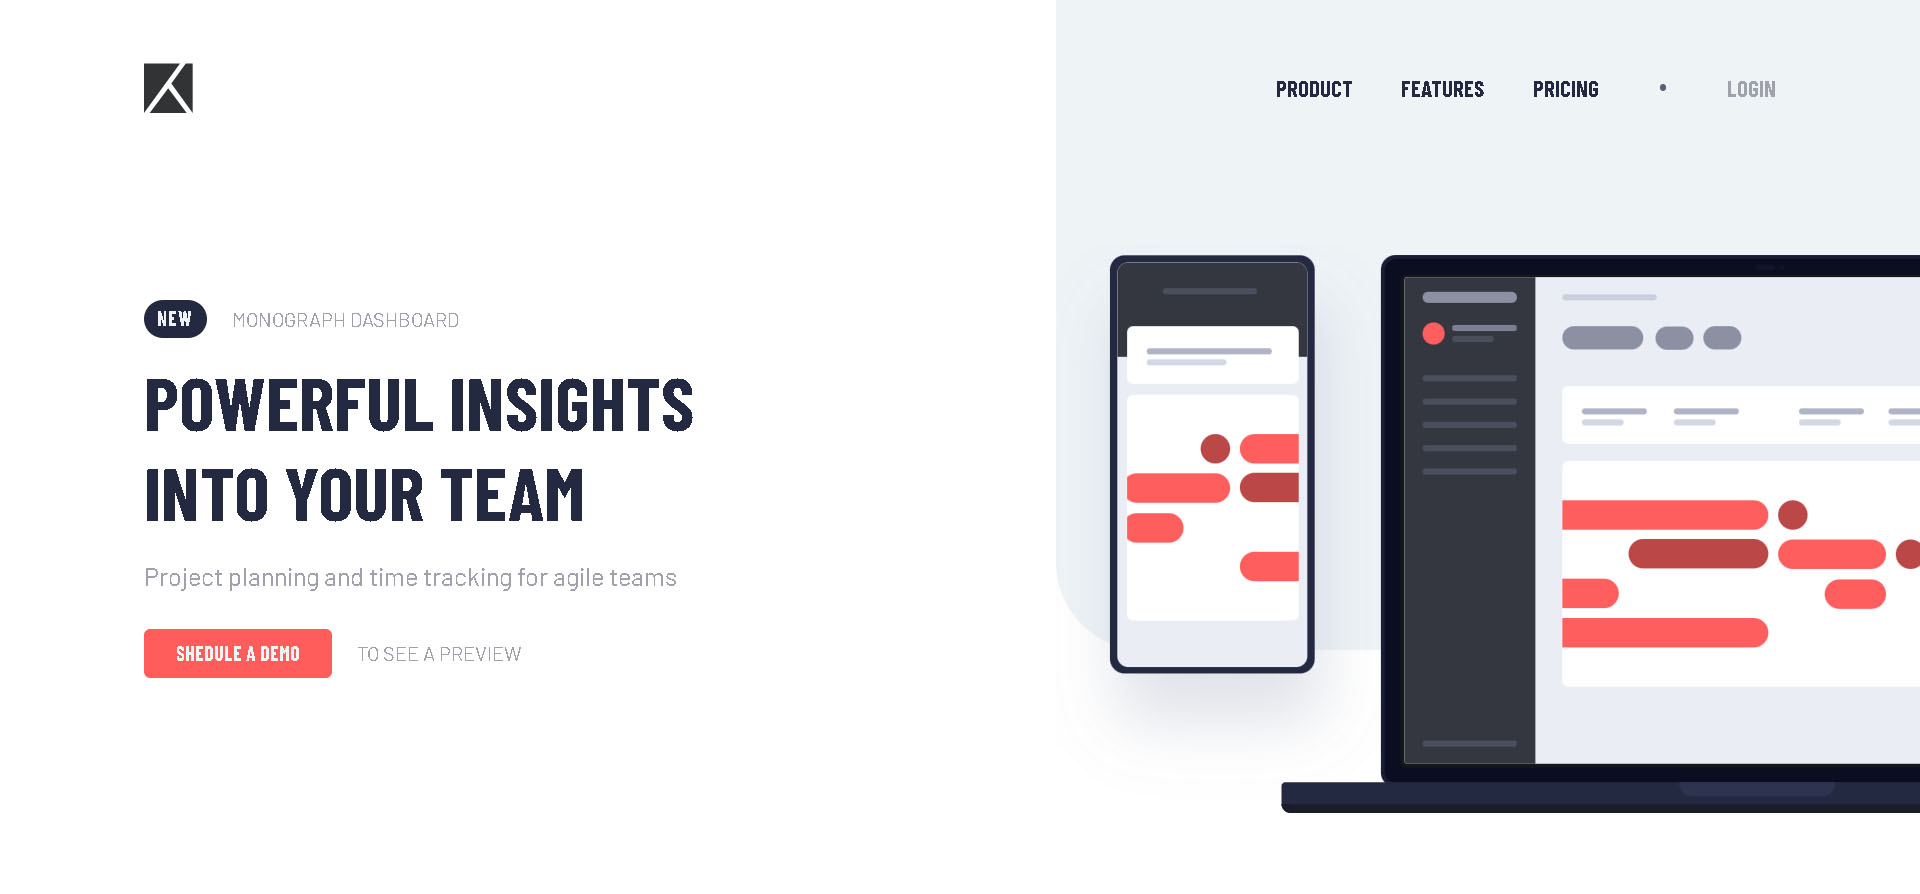 PRODUCT FEATURES PRICING • LOGIN
NEW MONOGRAPH DASHBOARD
POWERFUL INSIGHTS
INTO YOUR TEAM
Project planning and time tracking for agile teams
SHEDULE A DEMO TO SEE A PREVIEW